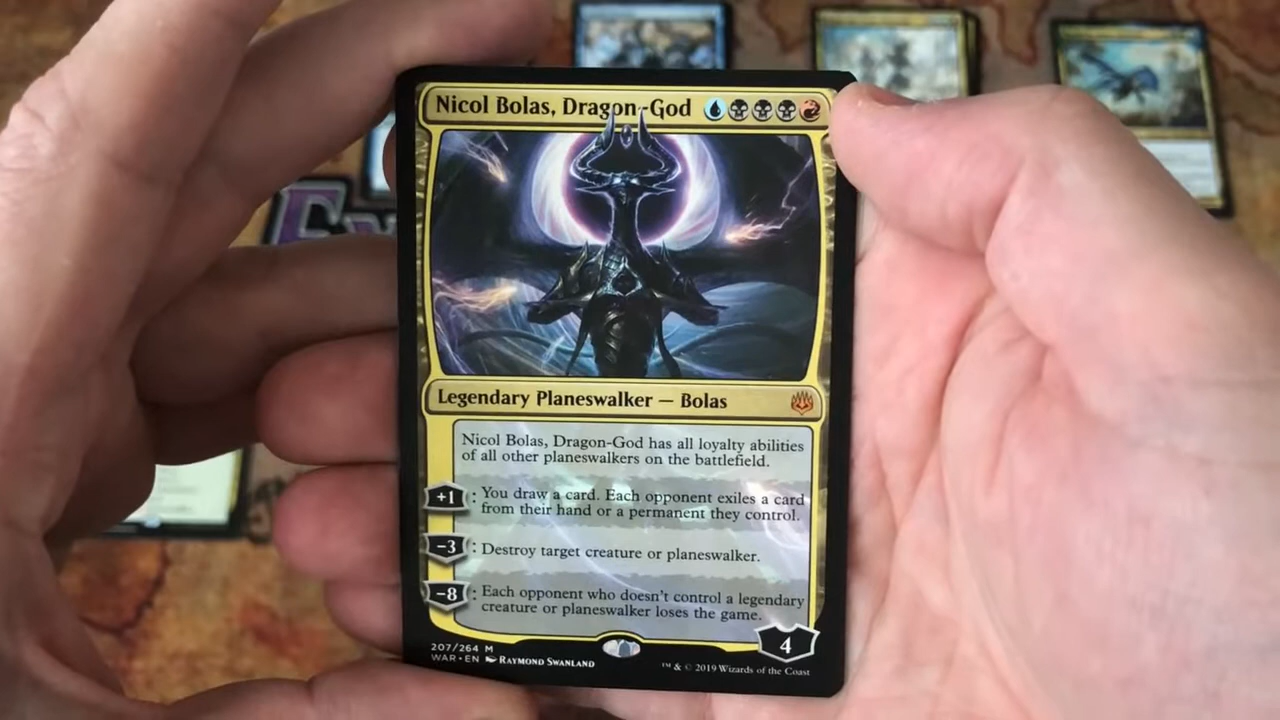 Nicol Bolas, Dragon-God
Legendary Planeswalker — Bolas
Nicol Bolas, Dragon-God has all loyalty abilities
of all other planeswalkers on the battlefield.
+1 : You draw a card. Each opponent exiles a card
from their hand or a permanent they control.
−3 : Destroy target creature or planeswalker.
−8 : Each opponent who doesn't control a legendary
creature or planeswalker loses the game.
4
207/264 M
WAR • EN RAYMOND SWANLAND
™ & © 2019 Wizards of the Coast